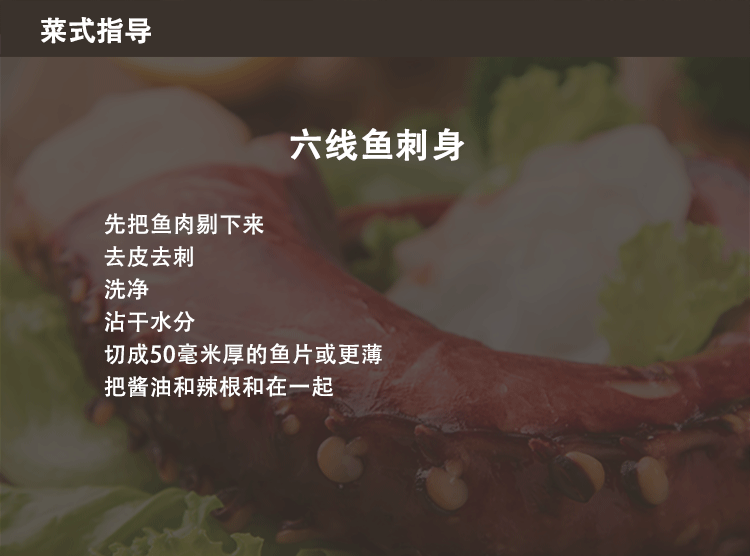 菜式指导
六线鱼刺身
先把鱼肉剔下来
去皮去刺
洗净
沾干水分
切成50毫米厚的鱼片或更薄
把酱油和辣根和在一起